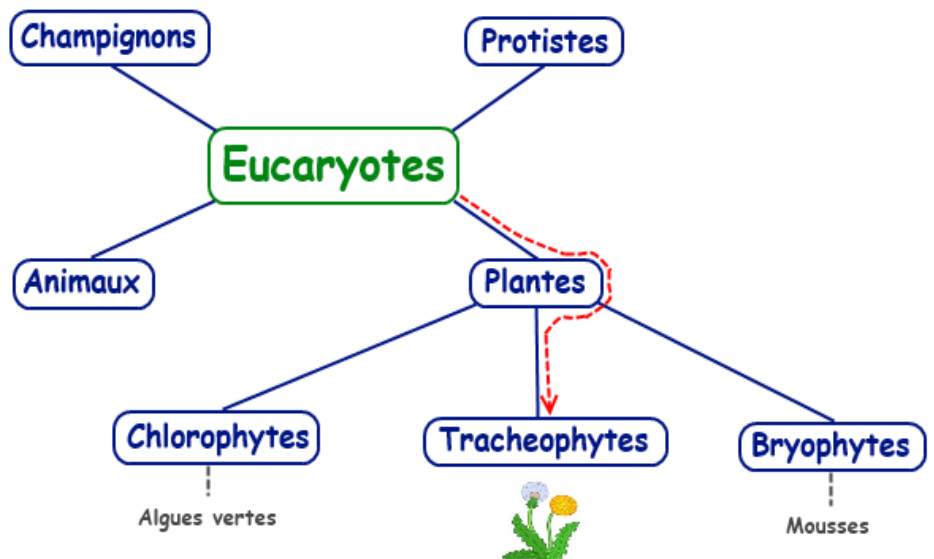 Champignons
Protistes
Eucaryotes
Animaux
Plantes
Chlorophytes
Tracheophytes
Bryophytes
Algues vertes
Mousses